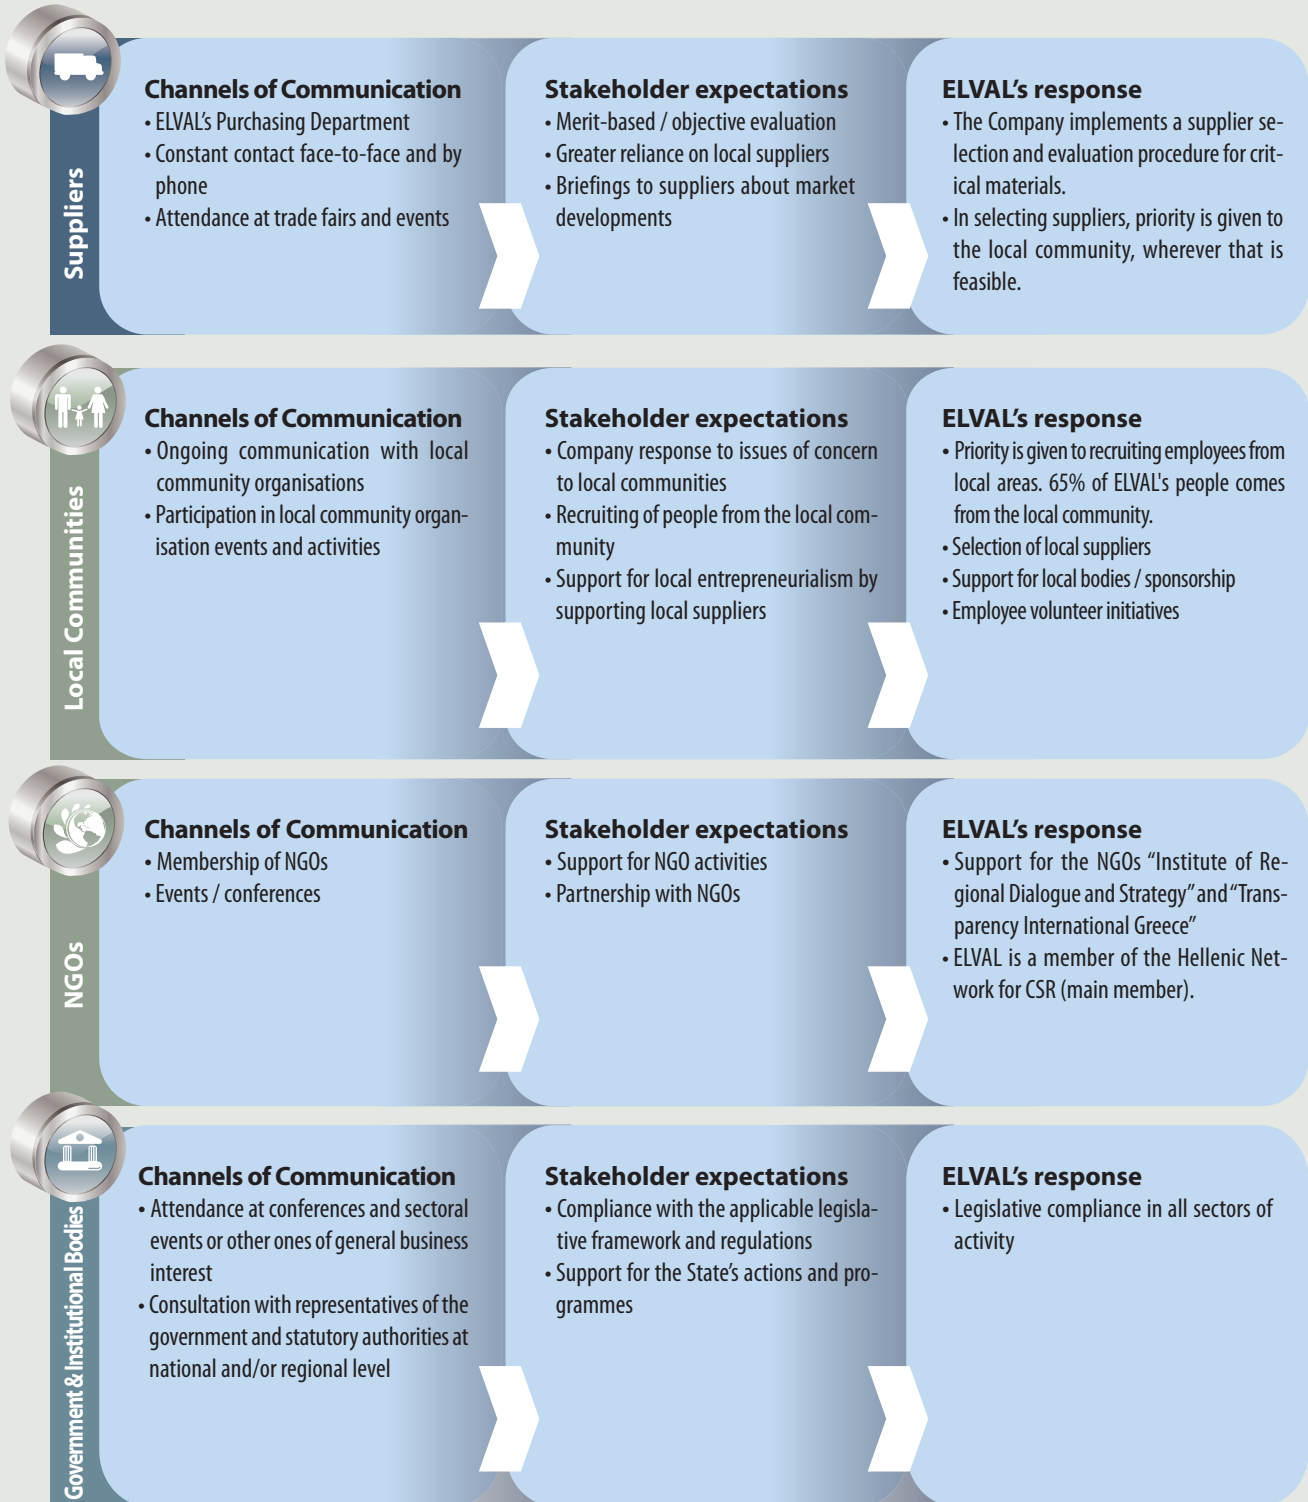 Suppliers
Channels of Communication
• ELVAL's Purchasing Department
• Constant contact face-to-face and by
phone
• Attendance at trade fairs and events
Stakeholder expectations
• Merit-based / objective evaluation
• Greater reliance on local suppliers
• Briefings to suppliers about market
developments
ELVAL's response
• The Company implements a supplier se-
lection and evaluation procedure for crit-
ical materials.
• In selecting suppliers, priority is given to
the local community, wherever that is
feasible.
Local Communities
Channels of Communication
• Ongoing communication with local
community organisations
• Participation in local community organ-
isation events and activities
Stakeholder expectations
• Company response to issues of concern
to local communities
• Recruiting of people from the local com-
munity
• Support for local entrepreneurialism by
supporting local suppliers
ELVAL's response
• Priority is given to recruiting employees from
local areas. 65% of ELVAL's people comes
from the local community.
• Selection of local suppliers
• Support for local bodies / sponsorship
• Employee volunteer initiatives
NGOs
Channels of Communication
• Membership of NGOs
• Events / conferences
Stakeholder expectations
• Support for NGO activities
• Partnership with NGOs
ELVAL's response
• Support for the NGOs “Institute of Re-
gional Dialogue and Strategy” and “Trans-
parency International Greece”
• ELVAL is a member of the Hellenic Net-
work for CSR (main member).
Government & Institutional Bodies
Channels of Communication
• Attendance at conferences and sectoral
events or other ones of general business
interest
• Consultation with representatives of the
government and statutory authorities at
national and/or regional level
Stakeholder expectations
• Compliance with the applicable legisla-
tive framework and regulations
• Support for the State's actions and pro-
grammes
ELVAL's response
• Legislative compliance in all sectors of
activity